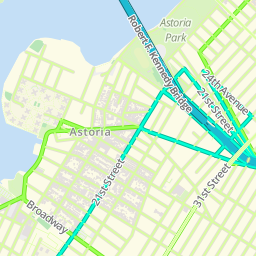 Astoria
Park
Robert F. Kennedy Bridge
24th Avenue
21st Street
Astoria
21st Street
31st Street
Broadway